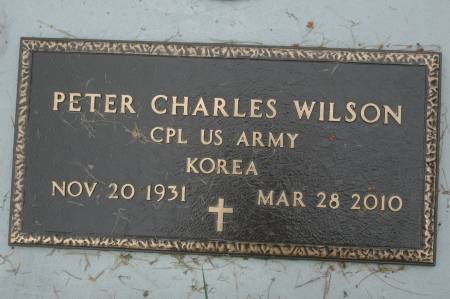 PETER CHARLES WILSON
CPL US ARMY
KOREA
NOV 20 1931 MAR 28 2010